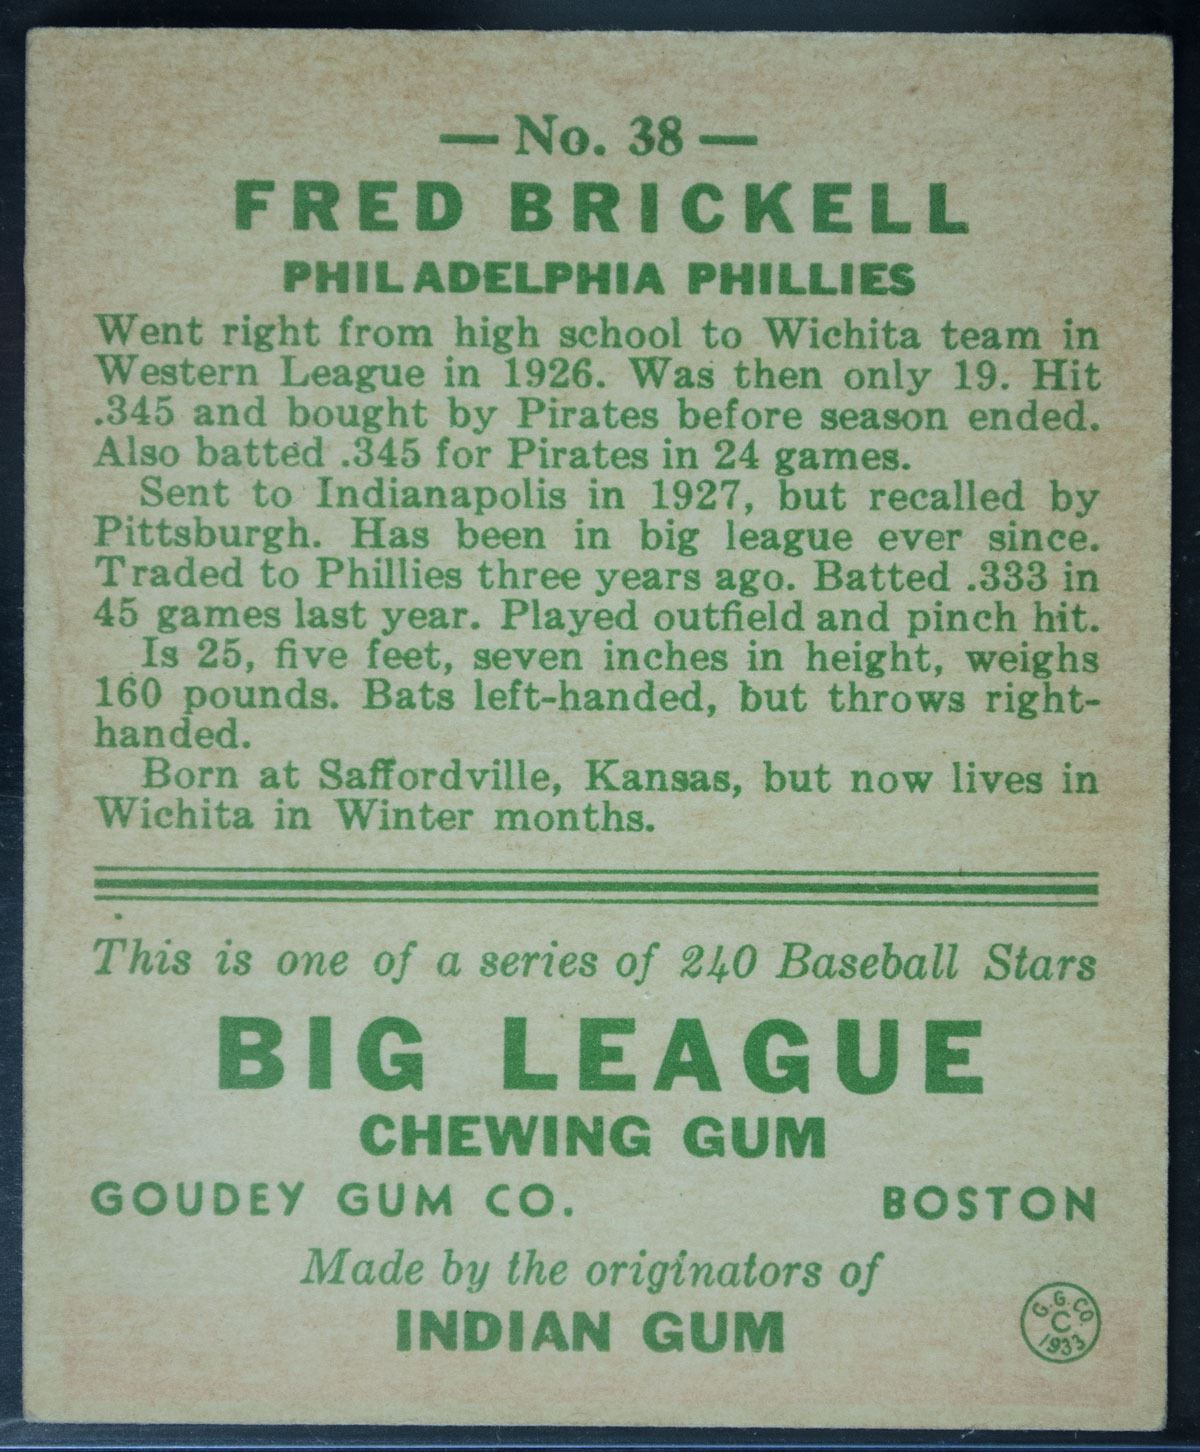 — No. 38 —
FRED BRICKELL
PHILADELPHIA PHILLIES
Went right from high school to Wichita team in
Western League in 1926. Was then only 19. Hit
.345 and bought by Pirates before season ended.
Also batted .345 for Pirates in 24 games.
Sent to Indianapolis in 1927, but recalled by
Pittsburgh. Has been in big league ever since.
Traded to Phillies three years ago. Batted .333 in
45 games last year. Played outfield and pinch hit.
Is 25, five feet, seven inches in height, weighs
160 pounds. Bats left-handed, but throws right-
handed.
Born at Saffordville, Kansas, but now lives in
Wichita in Winter months.
This is one of a series of 240 Baseball Stars
BIG LEAGUE
CHEWING GUM
GOUDEY GUM CO. BOSTON
Made by the originators of
INDIAN GUM
G.G.CO.
C
1933